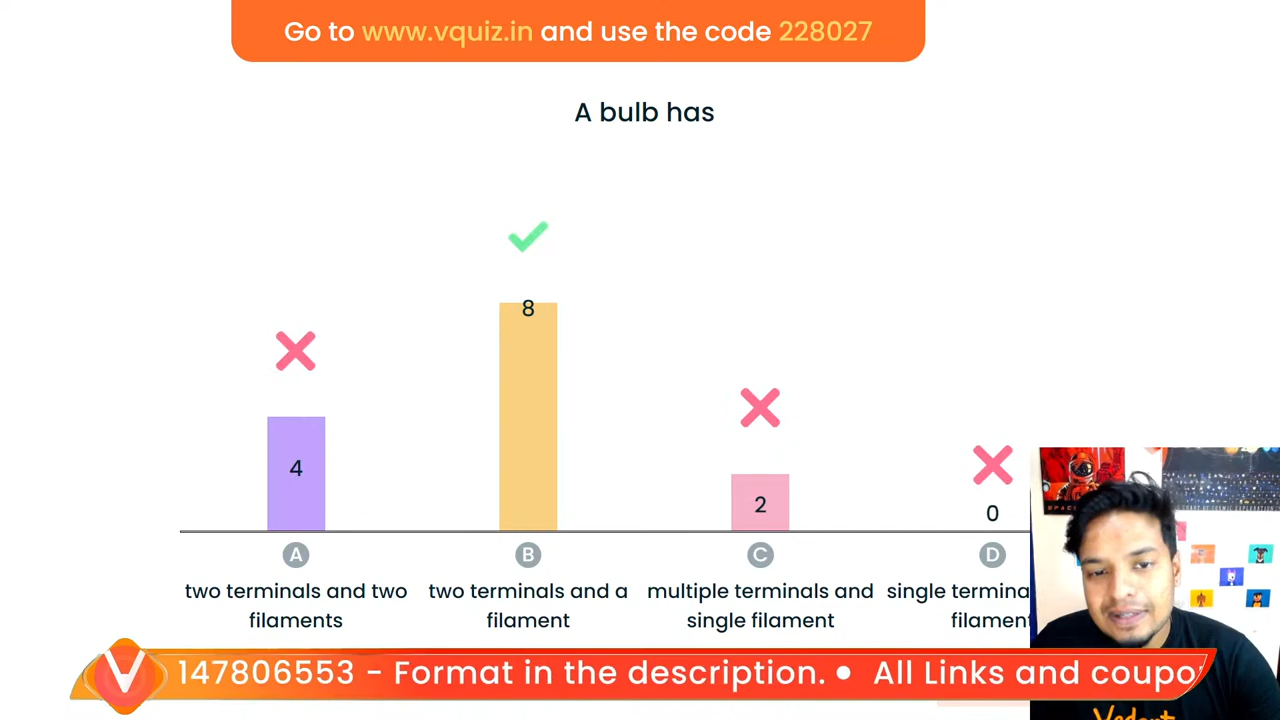 Go to www.vquiz.in and use the code 228027
A bulb has
8
4
2
0
A
B
C
D
two terminals and two
filaments
two terminals and a
filament
multiple terminals and
single filament
single
V 147806553 - Format in the description. ● All Links and
Vedant